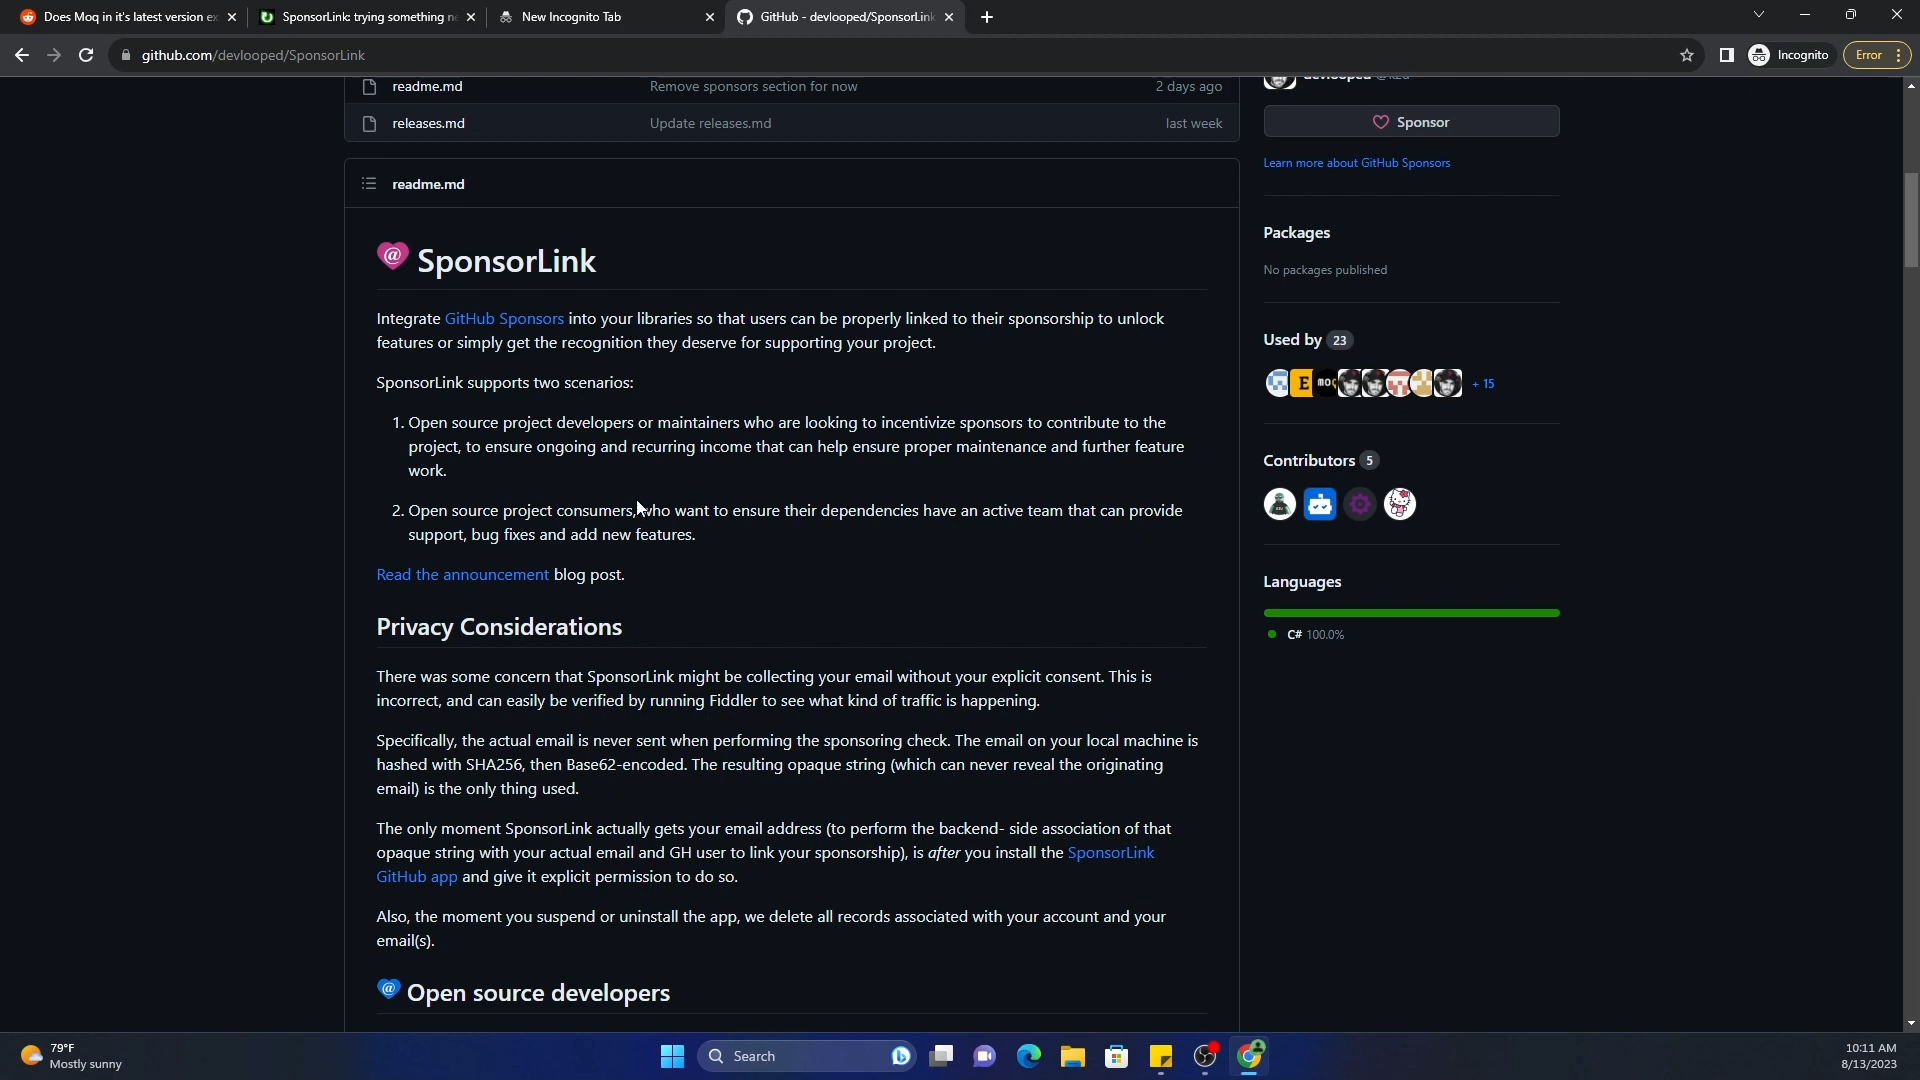 Does Moq in it's latest version ex
SponsorLink: trying something ne
New Incognito Tab
GitHub - devlooped/SponsorLink
github.com/devlooped/SponsorLink
Incognito
Error
readme.md Remove sponsors section for now 2 days ago
releases.md Update releases.md last week
readme.md
@ SponsorLink
Integrate GitHub Sponsors into your libraries so that users can be properly linked to their sponsorship to unlock
features or simply get the recognition they deserve for supporting your project.
SponsorLink supports two scenarios:
1. Open source project developers or maintainers who are looking to incentivize sponsors to contribute to the
project, to ensure ongoing and recurring income that can help ensure proper maintenance and further feature
work.
2. Open source project consumers, who want to ensure their dependencies have an active team that can provide
support, bug fixes and add new features.
Read the announcement blog post.
Privacy Considerations
There was some concern that SponsorLink might be collecting your email without your explicit consent. This is
incorrect, and can easily be verified by running Fiddler to see what kind of traffic is happening.
Specifically, the actual email is never sent when performing the sponsoring check. The email on your local machine is
hashed with SHA256, then Base62-encoded. The resulting opaque string (which can never reveal the originating
email) is the only thing used.
The only moment SponsorLink actually gets your email address (to perform the backend- side association of that
opaque string with your actual email and GH user to link your sponsorship), is after you install the SponsorLink
GitHub app and give it explicit permission to do so.
Also, the moment you suspend or uninstall the app, we delete all records associated with your account and your
email(s).
@ Open source developers
Sponsor
Learn more about GitHub Sponsors
Packages
No packages published
Used by 23
E
moq
+ 15
Contributors 5
Languages
C# 100.0%
79°F
Mostly sunny
Search
10:11 AM
8/13/2023